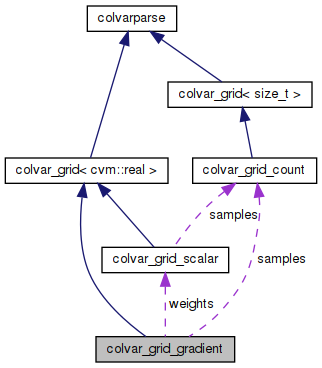 colvarparse
colvar_grid< size_t >
colvar_grid< cvm::real >
colvar_grid_count
samples
colvar_grid_scalar
samples
weights
colvar_grid_gradient